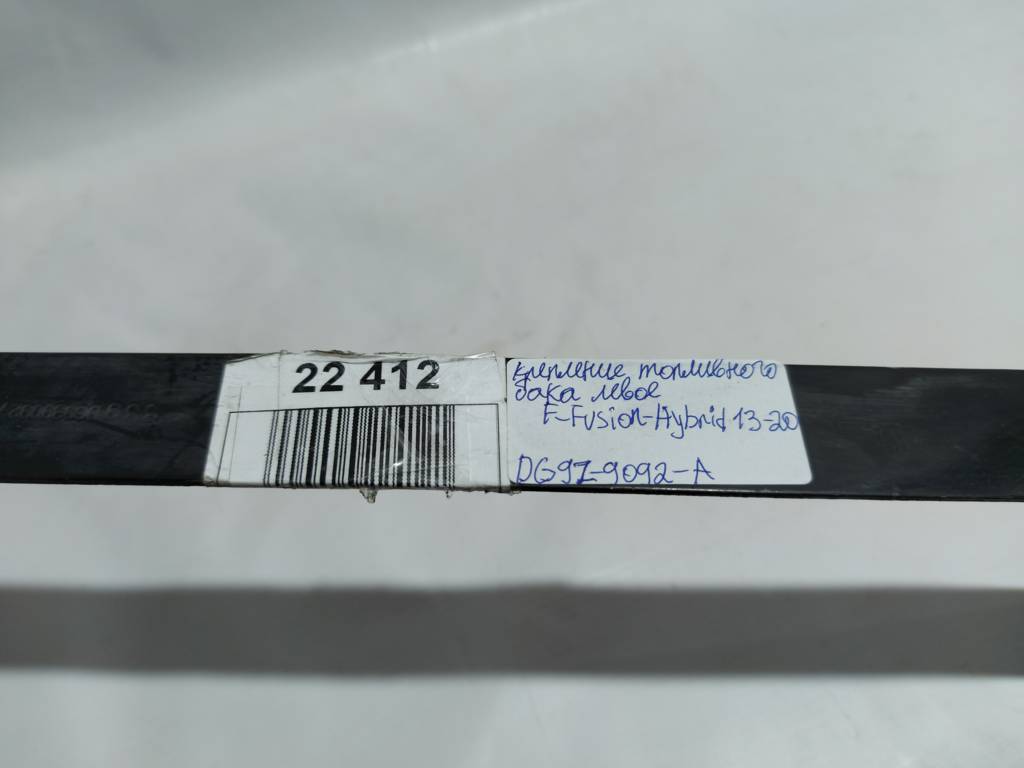 22 412
крепление топливного
бака левое
F-Fusion-Hybrid 13-20
DG9Z-9092-A